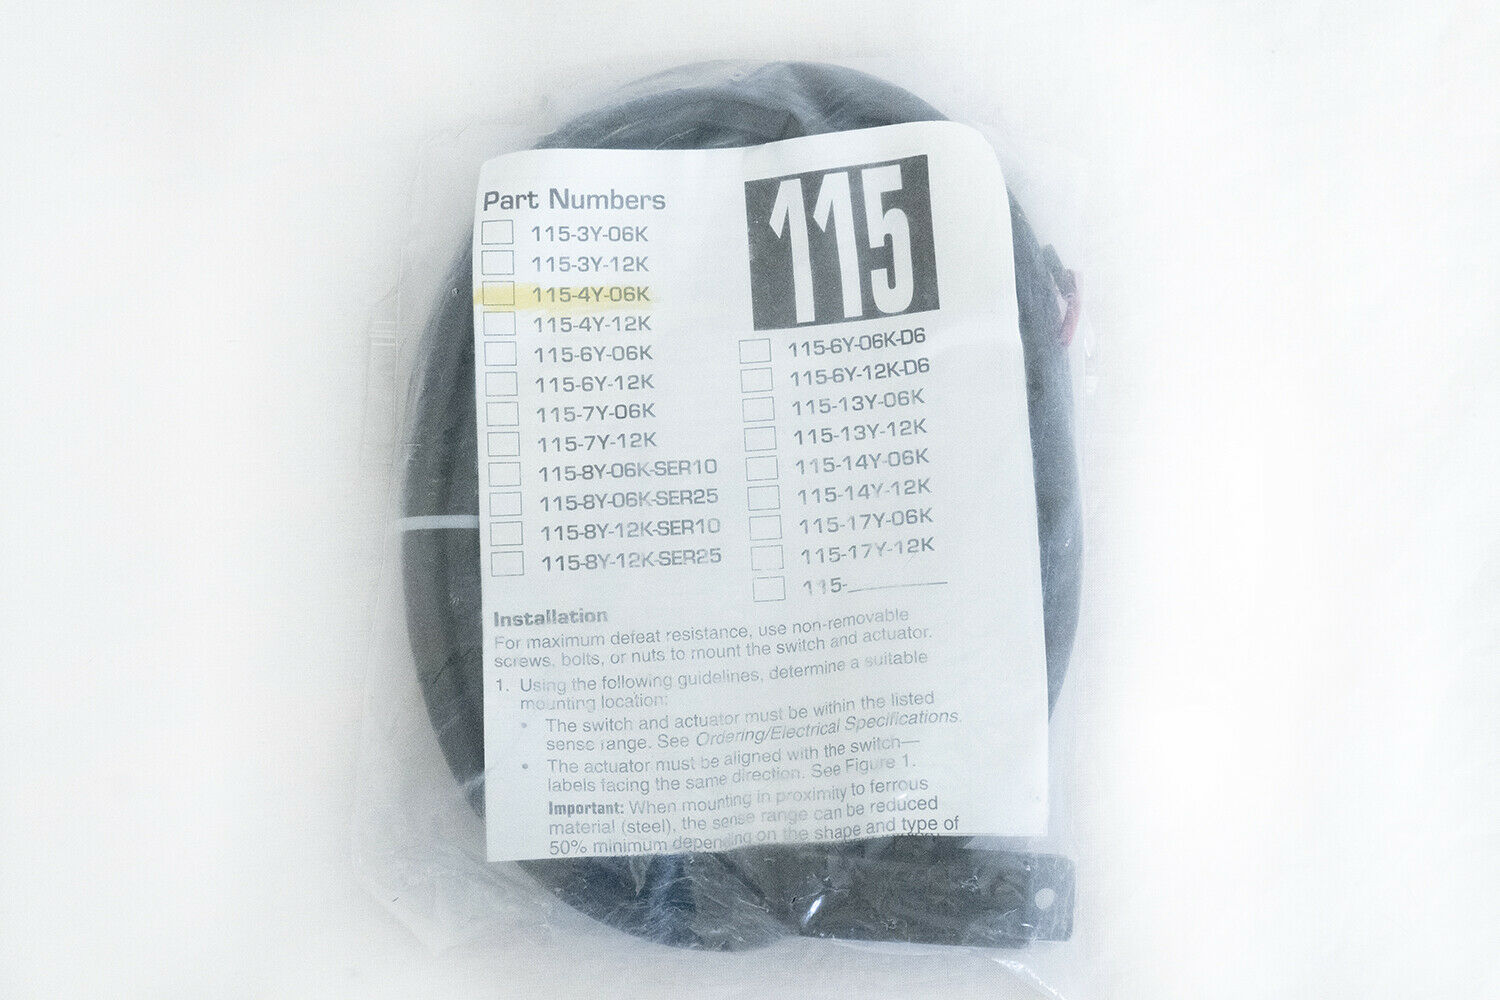 Part Numbers
115-3Y-06K
115-3Y-12K
115-4Y-06K
115-4Y-12K
115-6Y-06K
115-6Y-12K
115-7Y-06K
115-7Y-12K
115-8Y-06K-SER10
115-8Y-06K-SER25
115-8Y-12K-SER10
115-8Y-12K-SER25
115
115-6Y-06K-D6
115-6Y-12K-D6
115-13Y-06K
115-13Y-12K
115-14Y-06K
115-14Y-12K
115-17Y-06K
115-17Y-12K
115-__________
Installation
For maximum defeat resistance, use non-removable
screws, bolts, or nuts to mount the switch and actuator.
1. Using the following guidelines, determine a suitable
mounting location:
• The switch and actuator must be within the listed
sense range. See Ordering/Electrical Specifications.
• The actuator must be aligned with the switch—
labels facing the same direction. See Figure 1.
Important: When mounting in proximity to ferrous
material (steel), the sense range can be reduced
50% minimum depending on the shape and type of